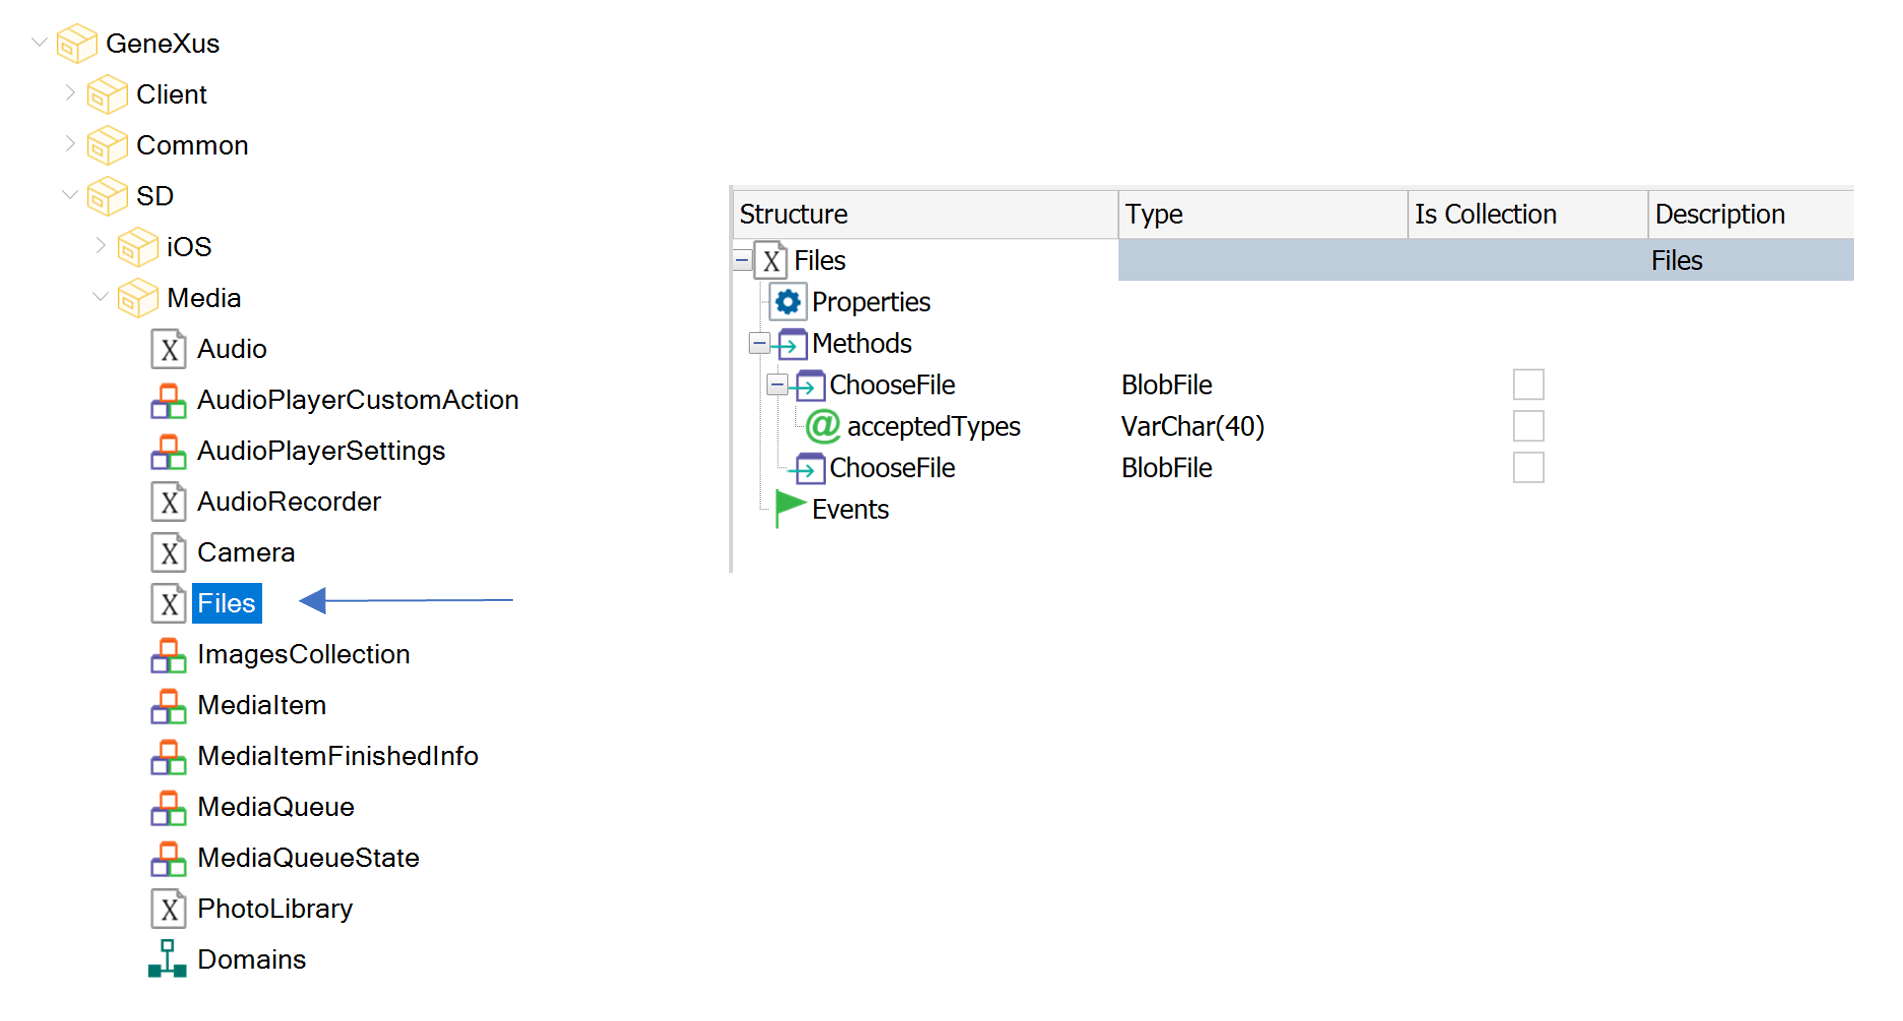 GeneXus
Client
Common
SD
iOS
Media
Audio
AudioPlayerCustomAction
AudioPlayerSettings
AudioRecorder
Camera
Files
ImagesCollection
MediaItem
MediaItemFinishedInfo
MediaQueue
MediaQueueState
PhotoLibrary
Domains
Structure Type Is Collection Description
Files Files
Properties
Methods
ChooseFile BlobFile
acceptedTypes VarChar(40)
ChooseFile BlobFile
Events